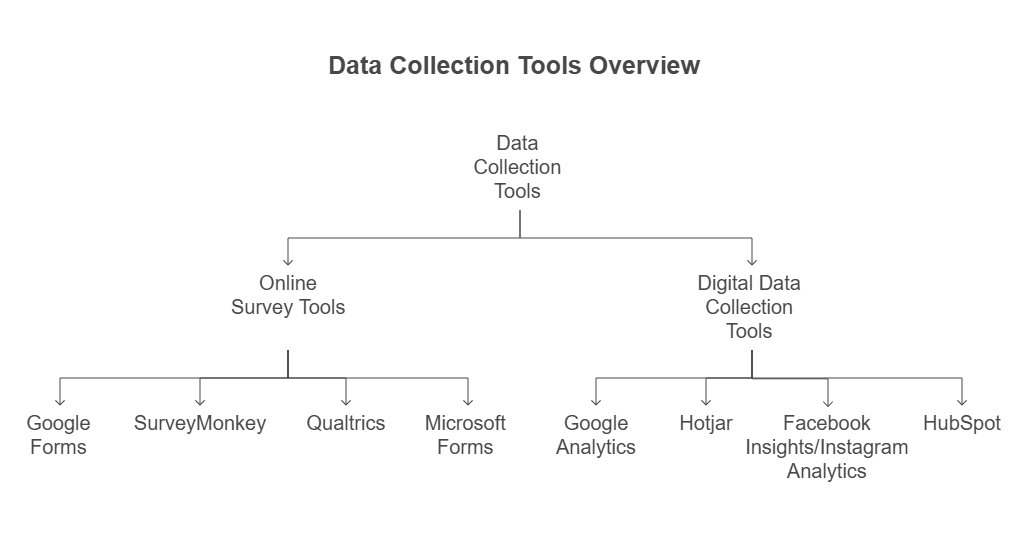 Data Collection Tools Overview
Data
Collection
Tools
Online
Survey Tools
Digital Data
Collection
Tools
Google
Forms
SurveyMonkey
Qualtrics
Microsoft
Forms
Google
Analytics
Hotjar
Facebook
Insights/Instagram
Analytics
HubSpot